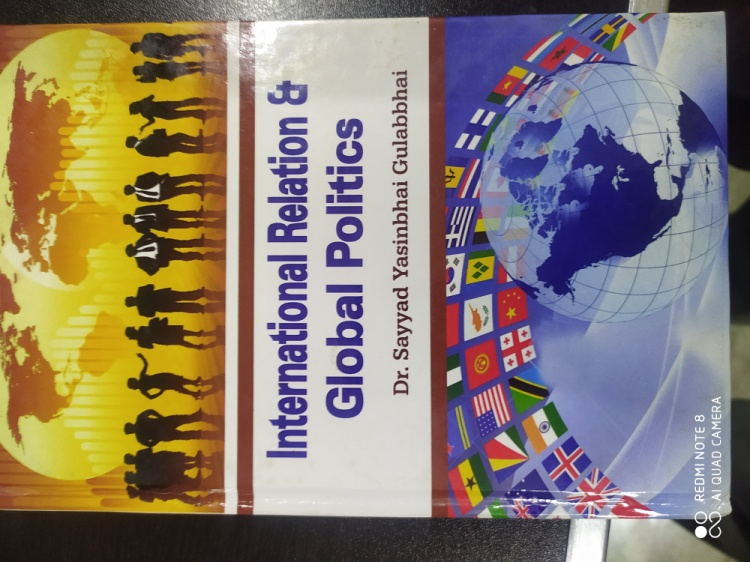 International Relation &
Global Politics
Dr. Sayyad Yasinbhai Gulabbhai
REDMI NOTE 8
AI QUAD CAMERA